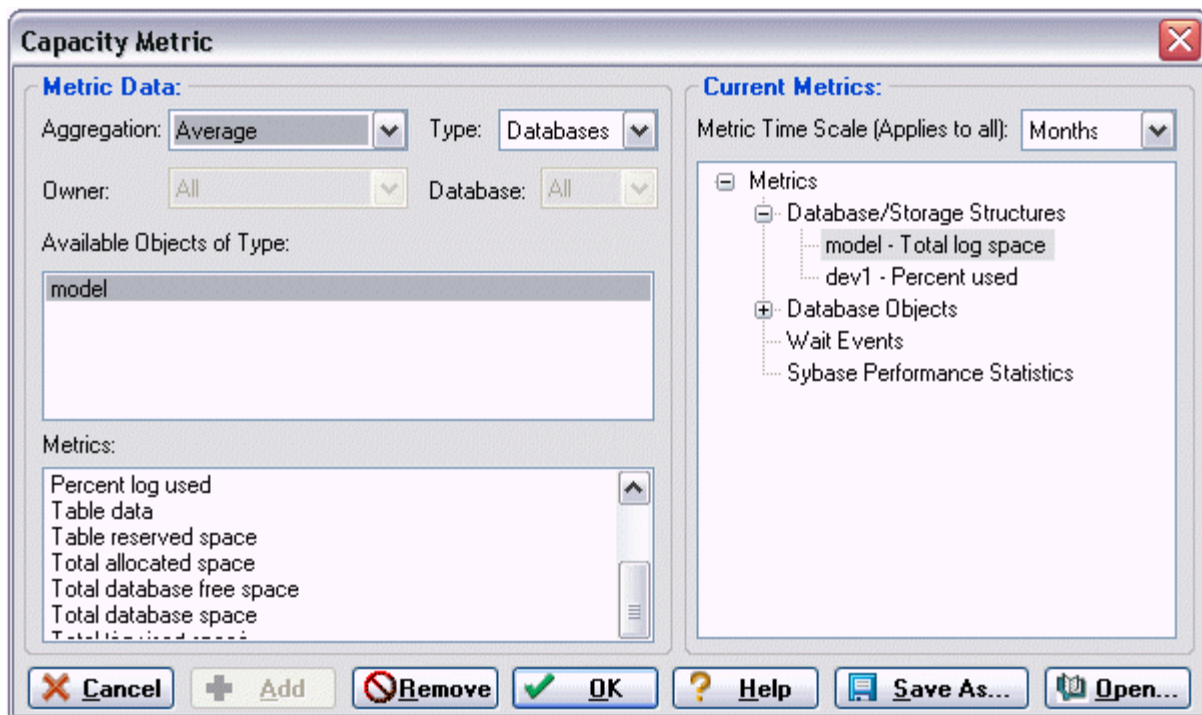 Capacity Metric
Metric Data:
Aggregation: Average Type: Databases
Owner: All Database: All
Available Objects of Type:
model
Metrics:
Percent log used
Table data
Table reserved space
Total allocated space
Total database free space
Total database space
Current Metrics:
Metric Time Scale (Applies to all): Months
Metrics
Database/Storage Structures
model - Total log space
dev1 - Percent used
Database Objects
Wait Events
Sybase Performance Statistics
Cancel Add Remove OK Help Save As... Open...